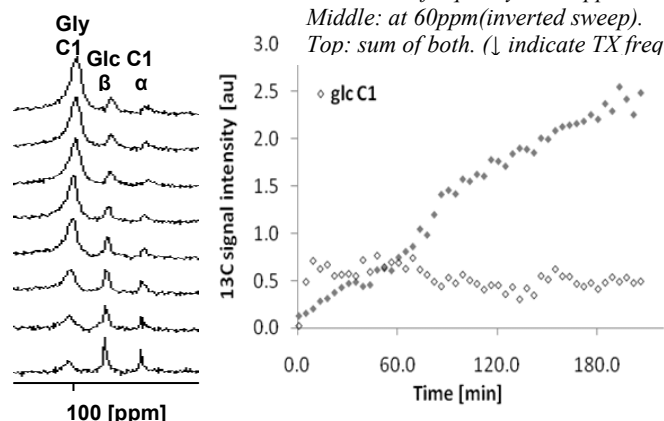 Middle: at 60ppm(inverted sweep).
Top: sum of both. (↓ indicate TX freq
Gly
C1
Glc C1
β α
100 [ppm]
3.0
2.5
2.0
1.5
1.0
0.5
0.0
13C signal intensity [au]
glc C1
0.0 60.0 120.0 180.0
Time [min]